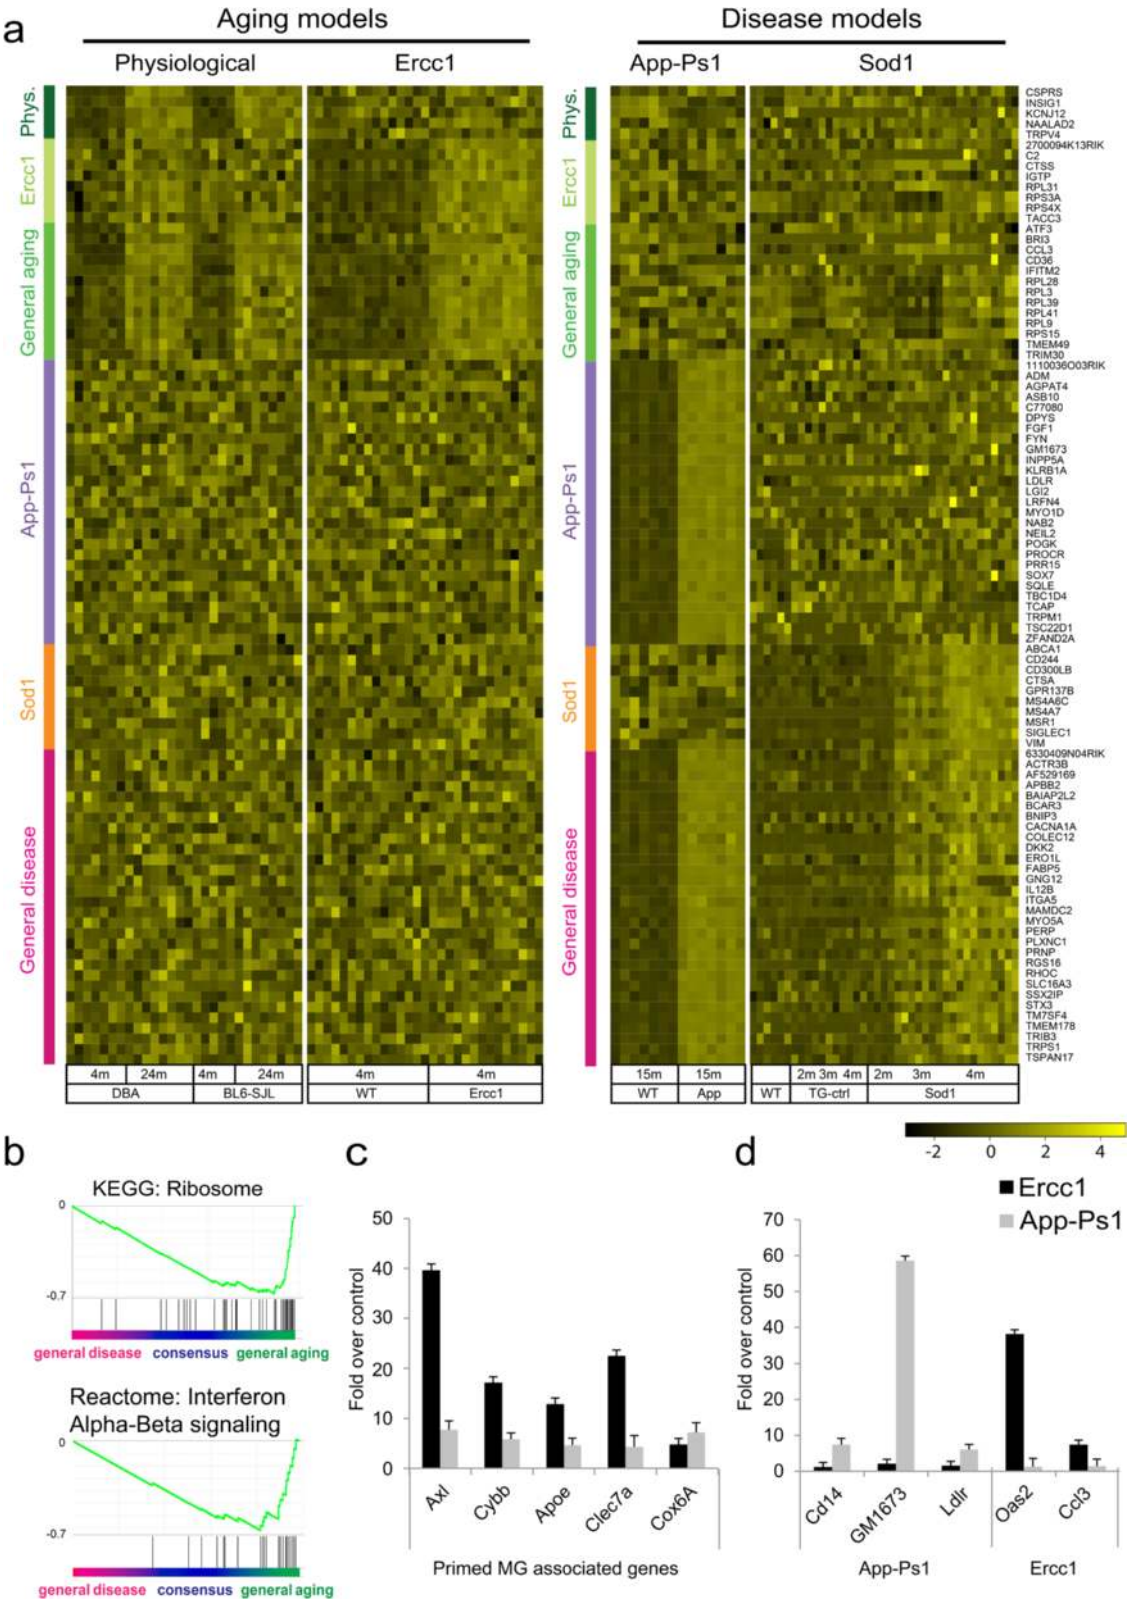 a
Aging models
Disease models
Physiological
Ercc1
App-Ps1
Sod1
Phys.
Ercc1
General aging
App-Ps1
Sod1
General disease
Phys.
Ercc1
General aging
App-Ps1
Sod1
General disease
CSPRS
INSIG1
KCNJ12
NAALAD2
TRPV4
2700094K13RIK
C2
CTSS
IGTP
RPL31
RPS3A
RPS4X
TACC3
ATF3
BRI3
CCL3
CD36
IFITM2
RPL28
RPL3
RPL39
RPL41
RPL9
RPS15
TMEM49
TRIM30
1110036O03RIK
ADM
AGPAT4
ASB10
C77080
DPYS
FGF1
FYN
GM1673
INPP5A
KLRB1A
LDLR
LGI2
LRFN4
MYO1D
NAB2
NEIL2
POGK
PROCR
PRR15
SOX7
SQLE
TBC1D4
TCAP
TRPM1
TSC22D1
ZFAND2A
ABCA1
CD244
CD300LB
CTSA
GPR137B
MS4A6C
MS4A7
MSR1
SIGLEC1
VIM
6330409N04RIK
ACTR3B
AF529169
APBB2
BAIAP2L2
BCAR3
BNIP3
CACNA1A
COLEC12
DKK2
ERO1L
FABP5
GNG12
IL12B
ITGA5
MAMDC2
MYO5A
PERP
PLXNC1
PRNP
RGS16
RHOC
SLC16A3
SSX2IP
STX3
TM7SF4
TMEM178
TRIB3
TRPS1
TSPAN17
4m 24m 4m 24m
DBA BL6-SJL
4m 4m
WT Ercc1
15m 15m
WT App
2m 3m 4m 2m 3m 4m
WT TG-ctrl Sod1
-2 0 2 4
b
KEGG: Ribosome
0
-0.7
general disease consensus general aging
Reactome: Interferon
Alpha-Beta signaling
0
-0.7
general disease consensus general aging
c
Fold over control
50
40
30
20
10
0
Axl
Cybb
Apoe
Clec7a
Cox6A
Primed MG associated genes
d
Ercc1
App-Ps1
Fold over control
70
60
50
40
30
20
10
0
Cd14
GM1673
Ldlr
Oas2
Ccl3
App-Ps1 Ercc1